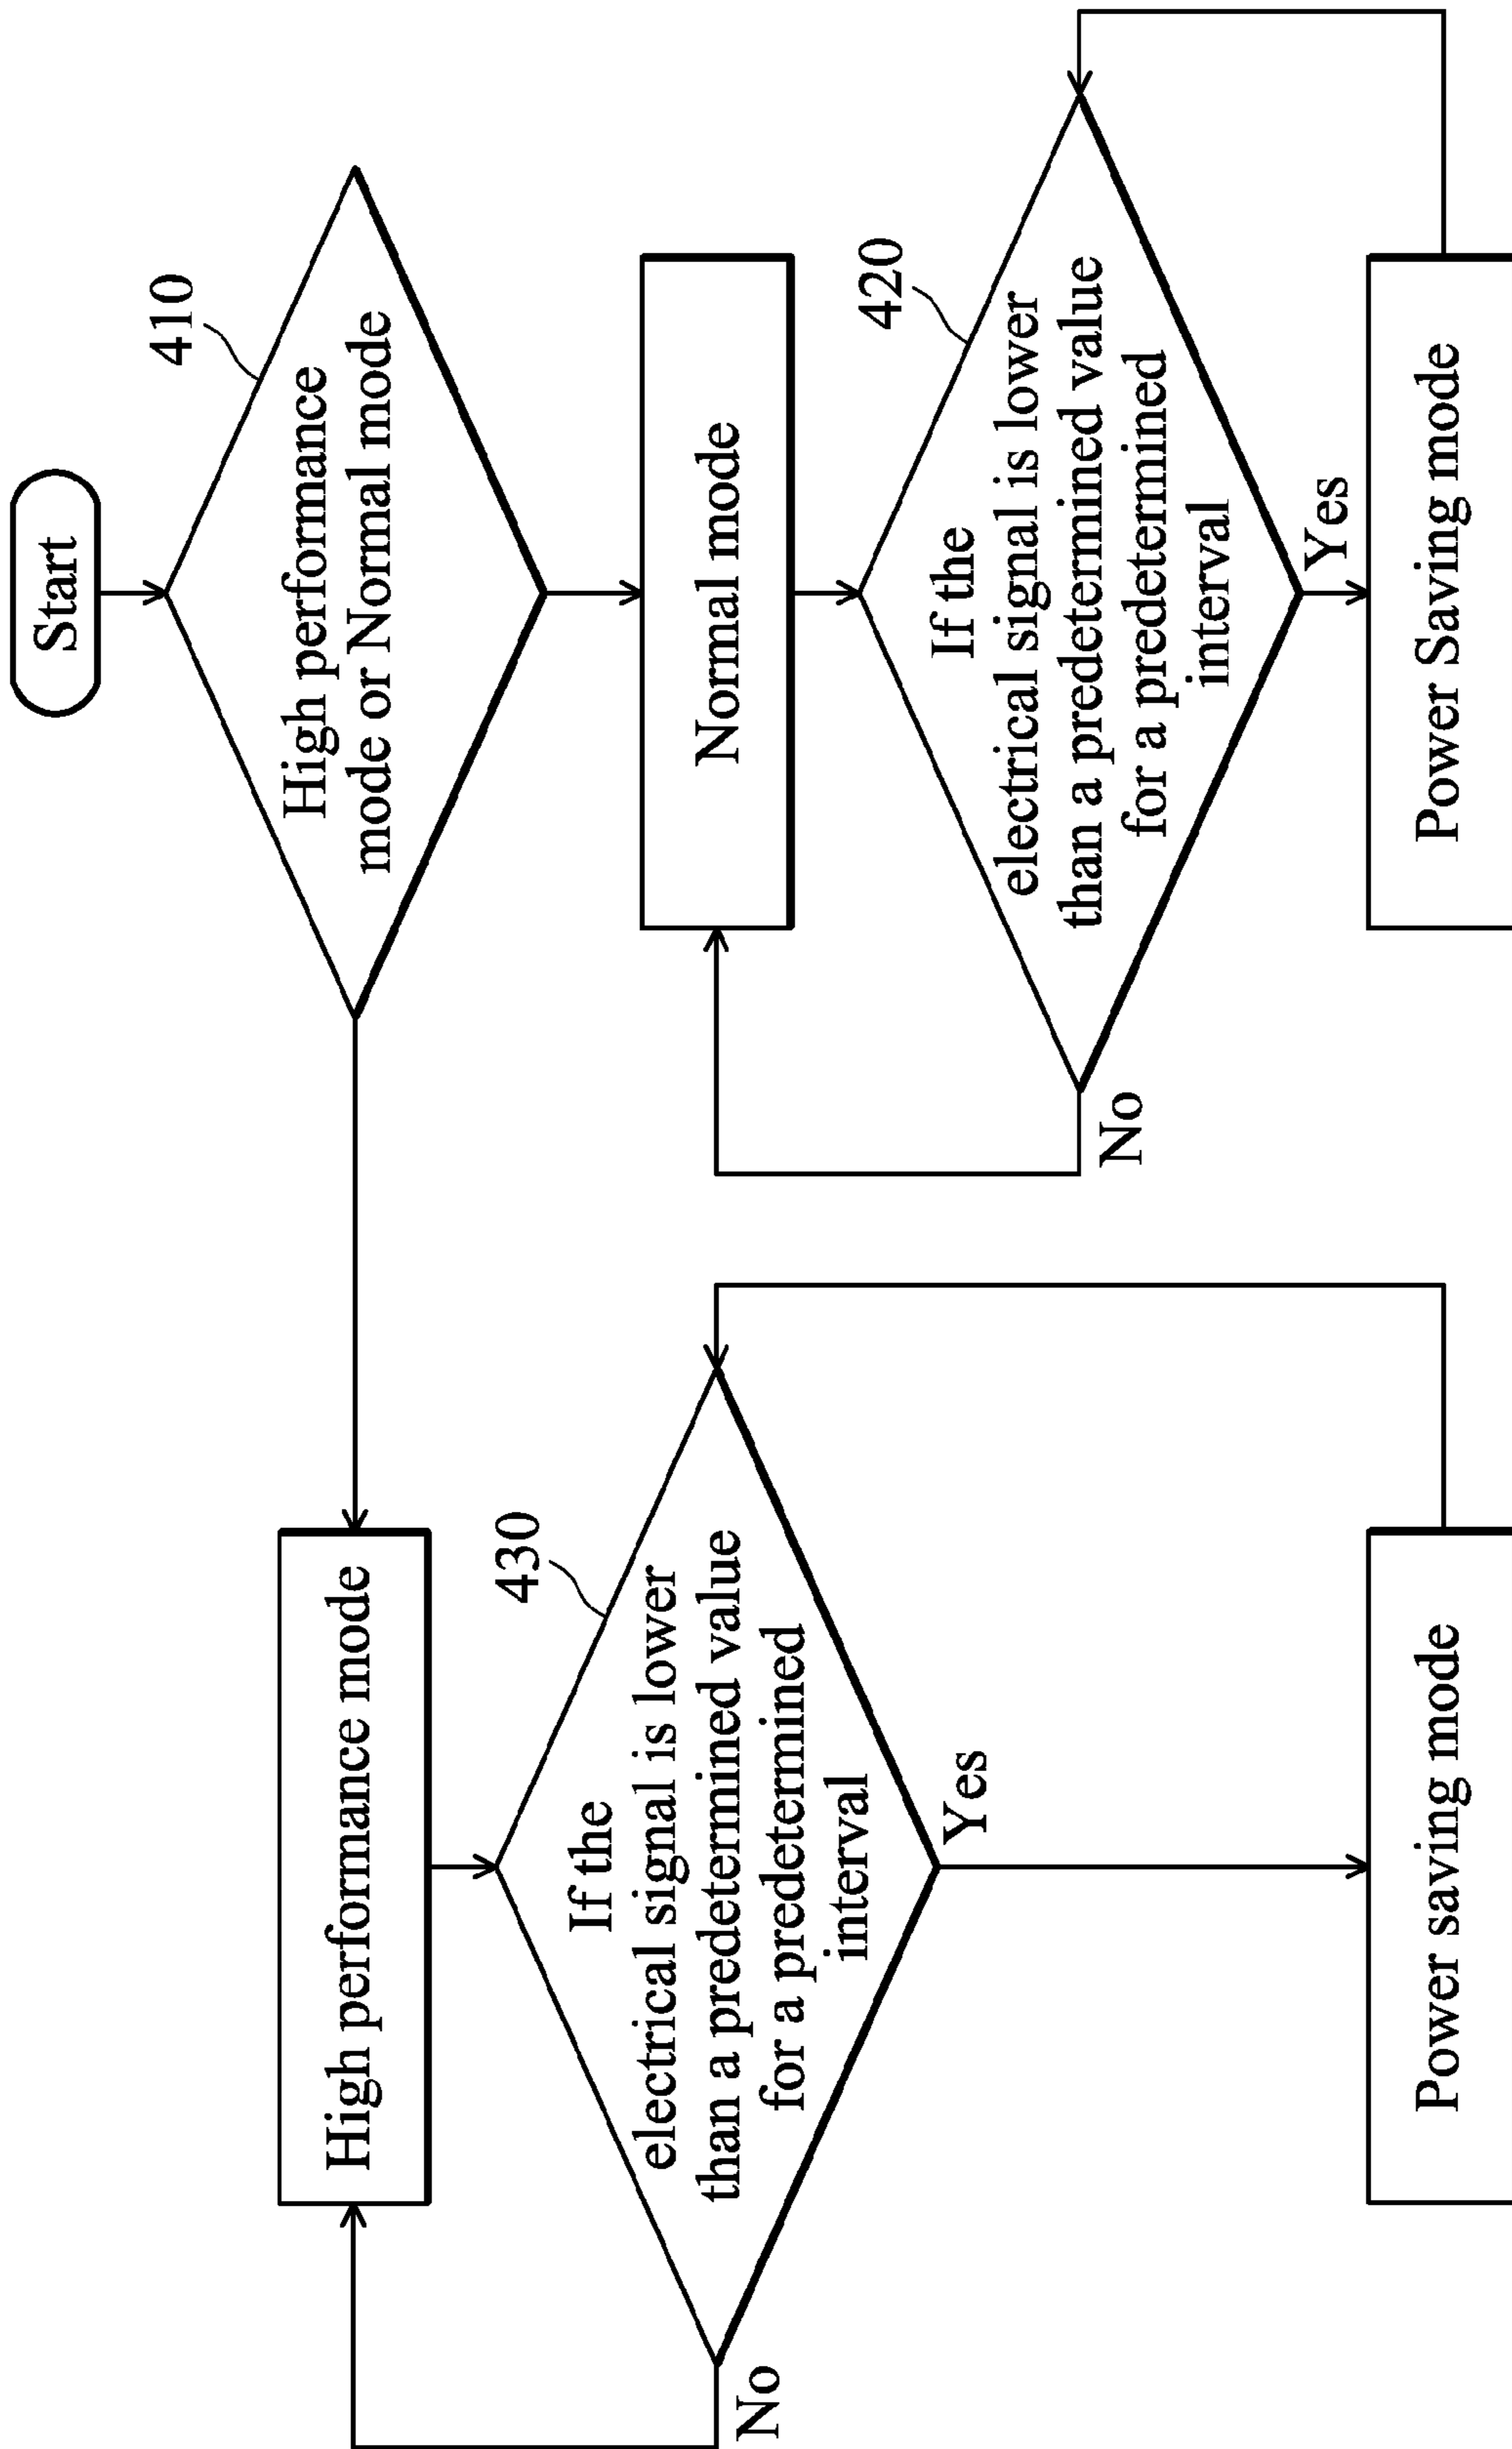 Start
410
High performance
mode or Normal mode
Normal mode
420
If the
electrical signal is lower
than a predetermined value
for a predetermined
interval
No
Yes
Power Saving mode
High performance mode
430
If the
electrical signal is lower
than a predetermined value
for a predetermined
interval
No
Yes
Power saving mode